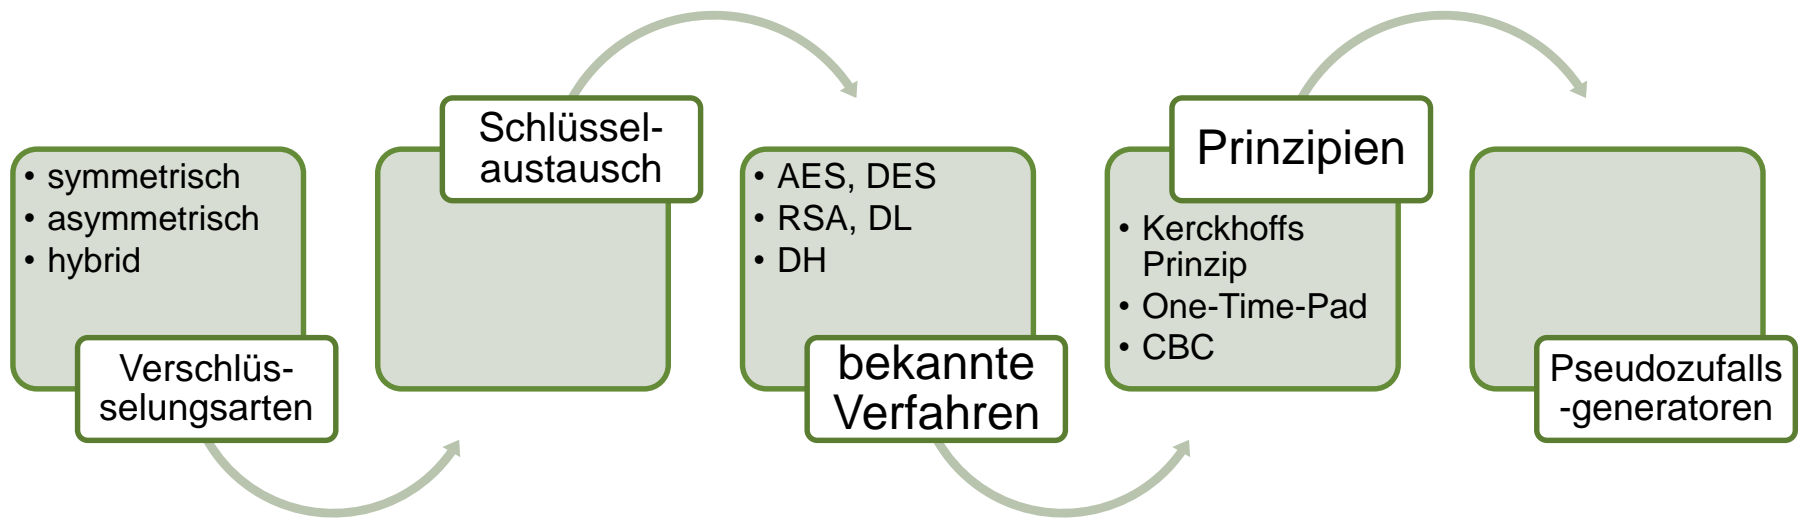 • symmetrisch
• asymmetrisch
• hybrid
Verschlüs-
selungsarten
Schlüssel-
austausch
• AES, DES
• RSA, DL
• DH
bekannte
Verfahren
Prinzipien
• Kerckhoffs
Prinzip
• One-Time-Pad
• CBC
Pseudozufalls
-generatoren